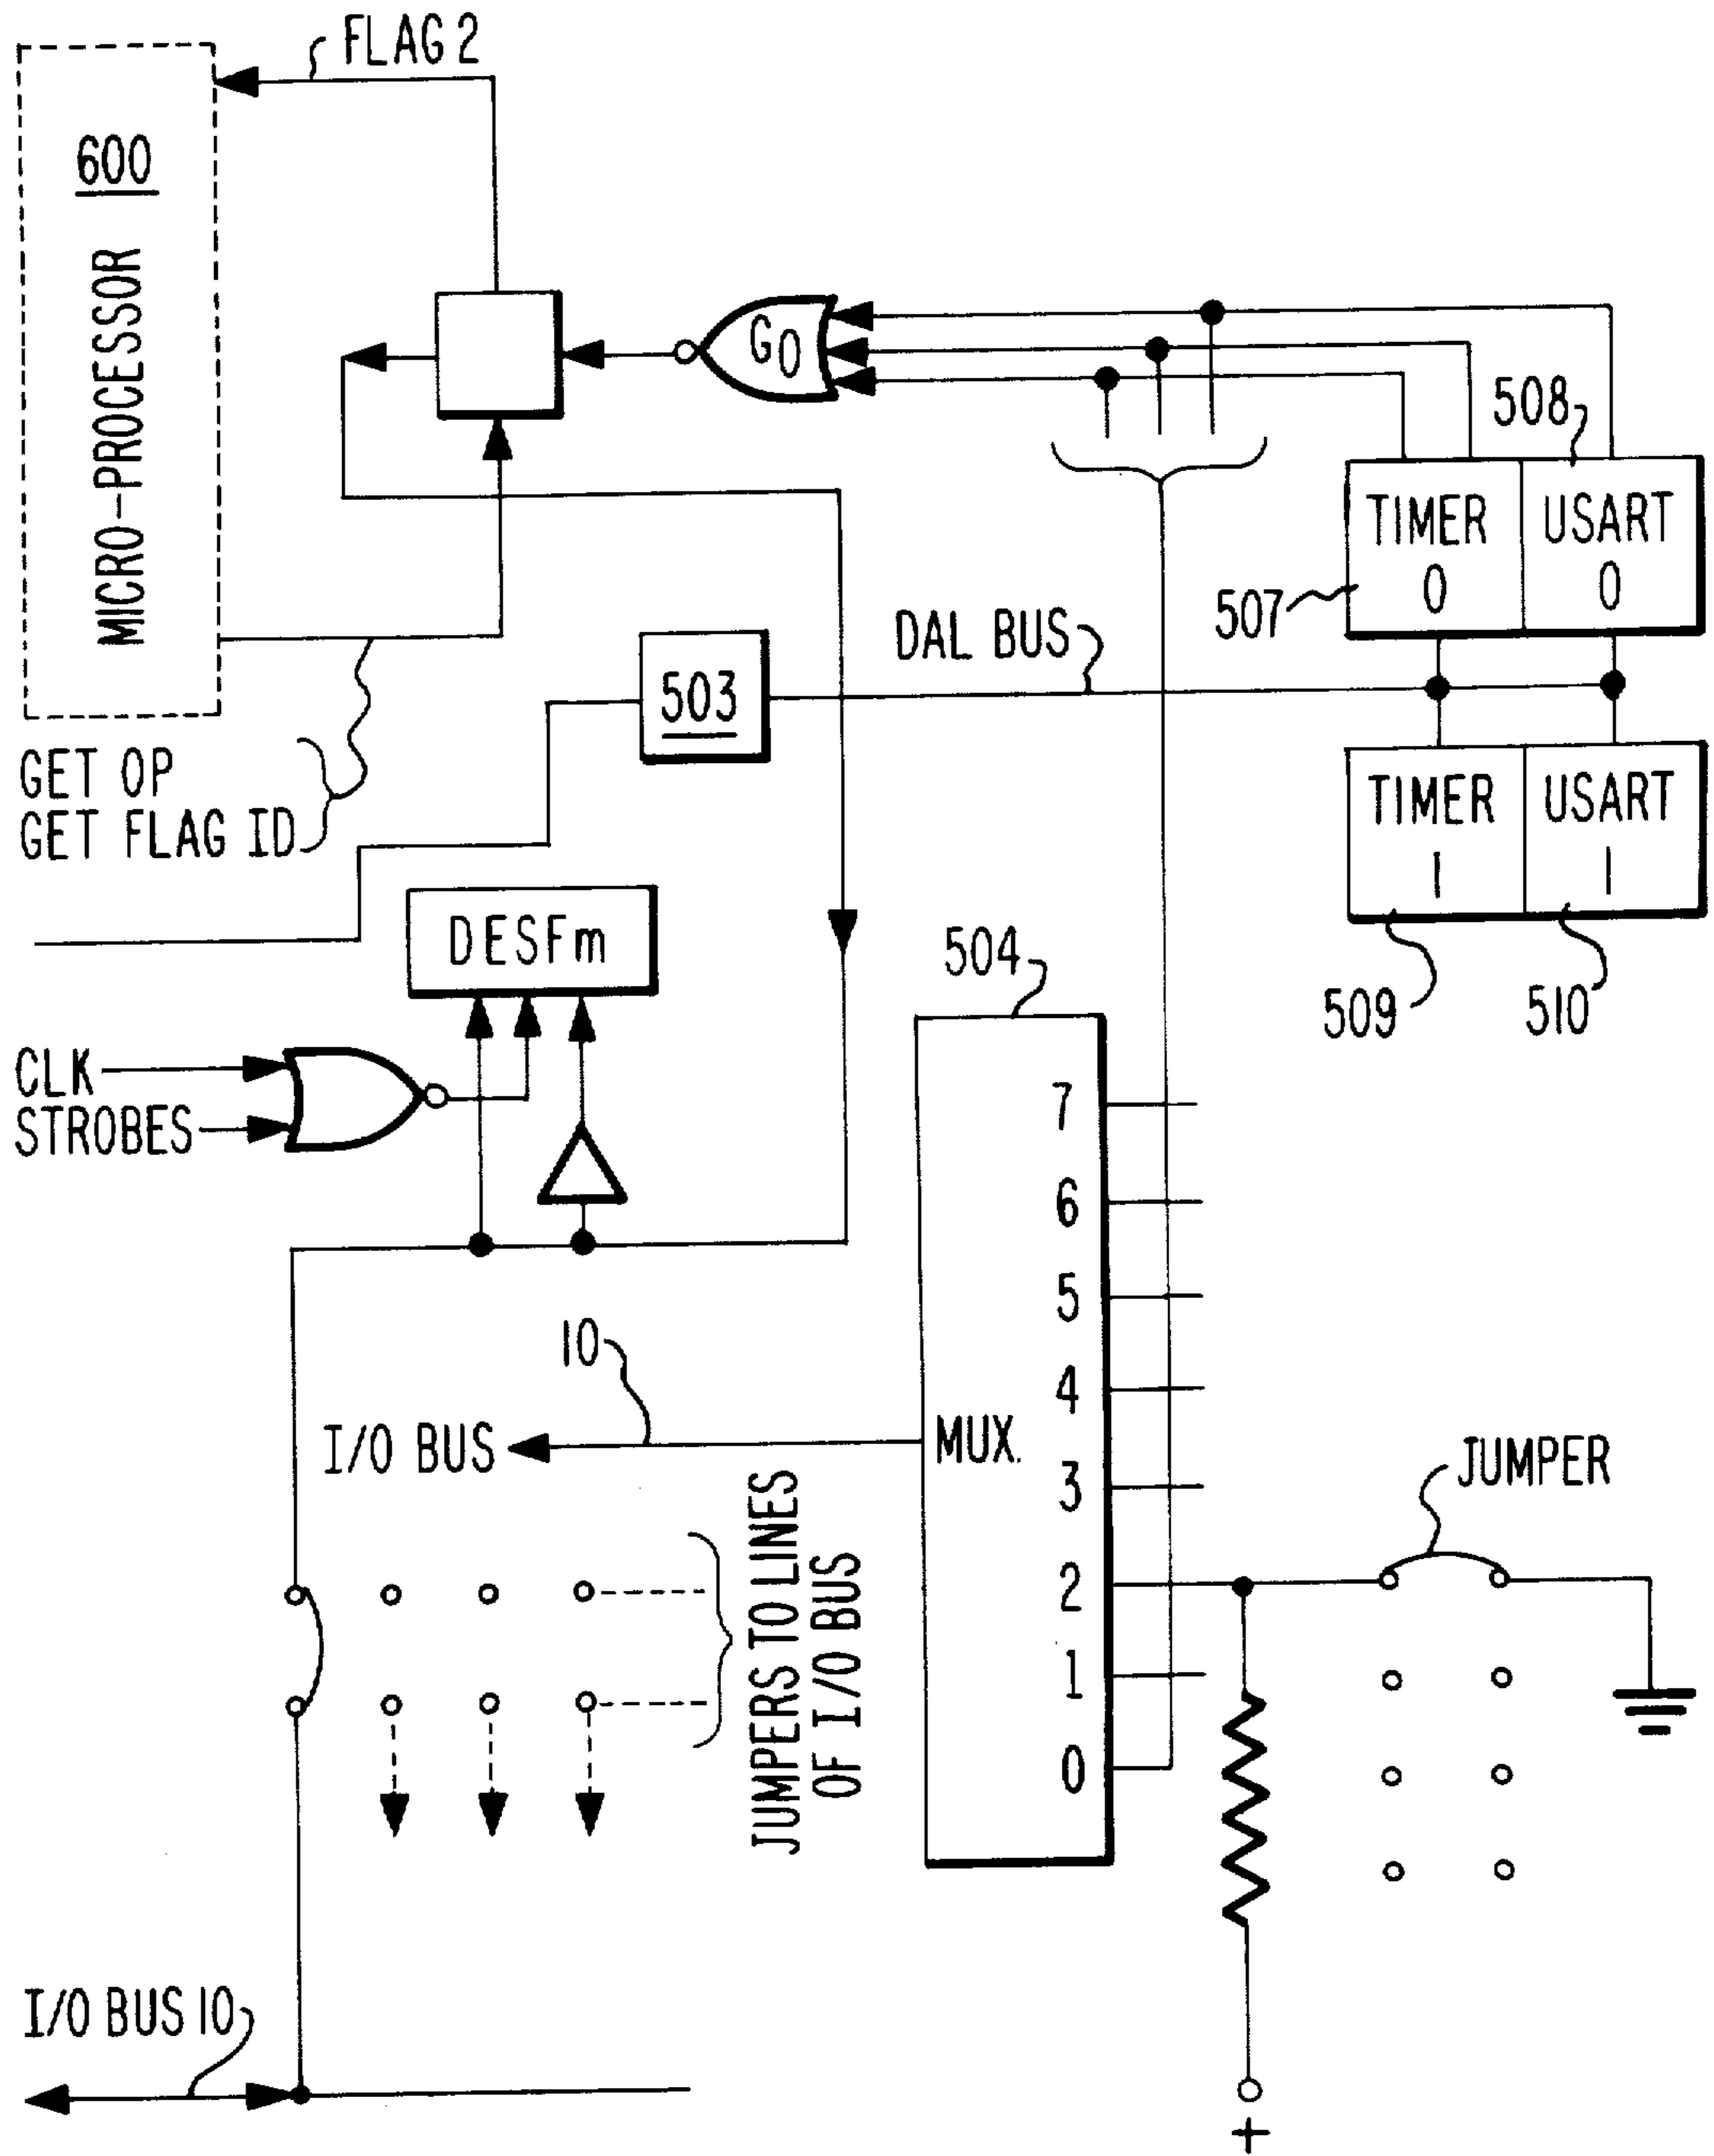 FLAG 2
600
MICRO-PROCESSOR
G0
508
TIMER
0
USART
0
507
DAL BUS
503
GET OP
GET FLAG ID
TIMER
1
USART
1
DESFm
504
509
510
CLK
STROBES
7
6
5
4
3
2
1
0
10
I/O BUS
MUX.
JUMPER
JUMPERS TO LINES
OF I/O BUS
I/O BUS 10
+